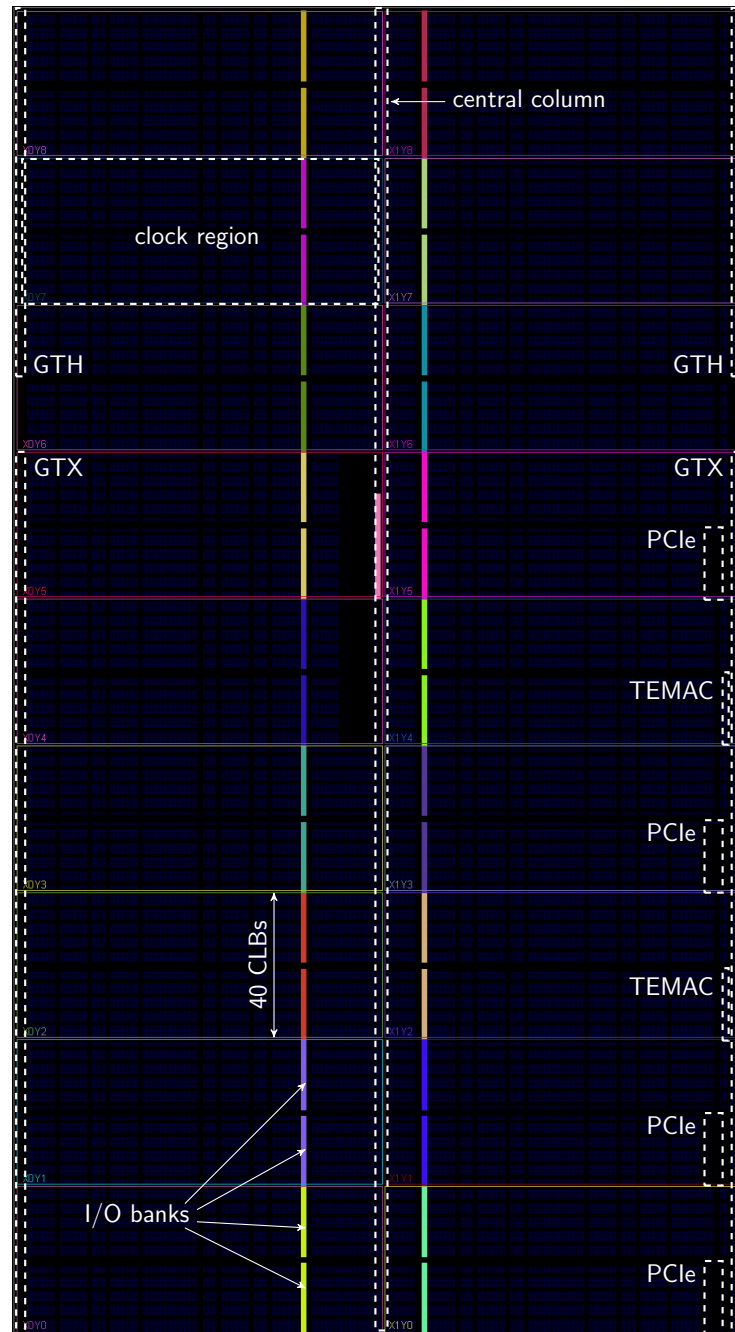 central column
X0Y8
X1Y8
clock region
X0Y7
X1Y7
GTH
GTH
X0Y6
X1Y6
GTX
GTX
PCIe
X0Y5
X1Y5
TEMAC
X0Y4
X1Y4
PCIe
X0Y3
X1Y3
40 CLBs
TEMAC
X0Y2
X1Y2
PCIe
X0Y1
X1Y1
I/O banks
PCIe
X0Y0
X1Y0